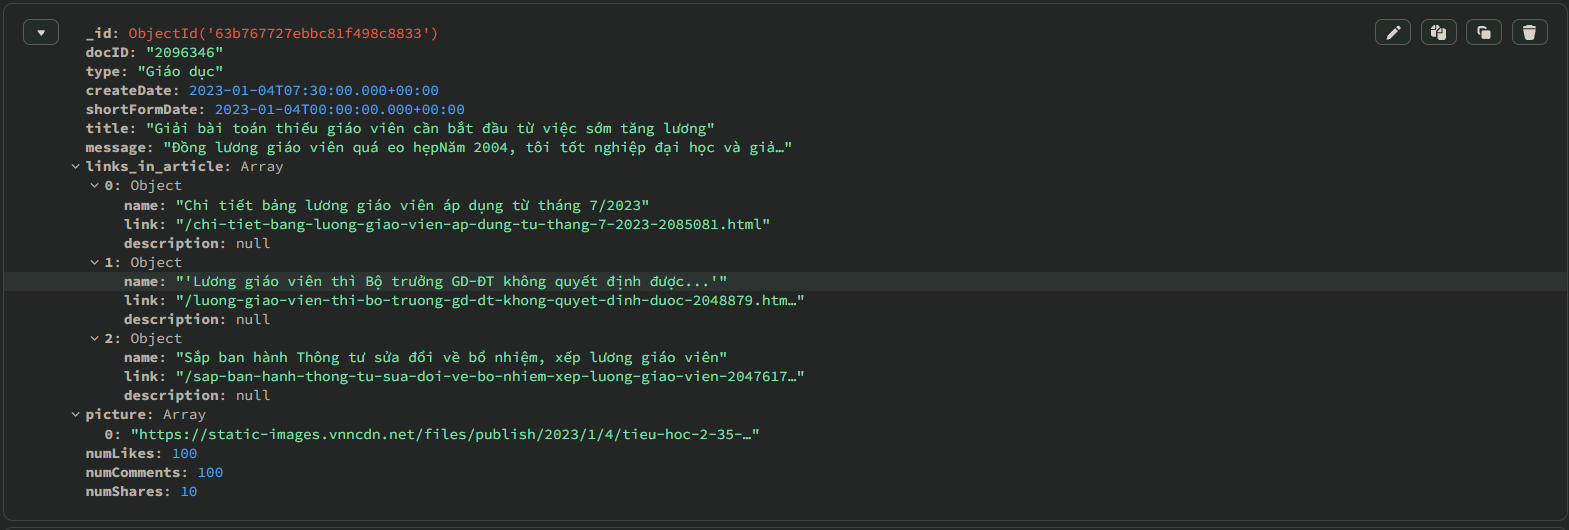 _id: ObjectId('63b767727ebbc81f498c8833')
docID: "2096346"
type: "Giáo dục"
createDate: 2023-01-04T07:30:00.000+00:00
shortFormDate: 2023-01-04T00:00:00.000+00:00
title: "Giải bài toán thiếu giáo viên cần bắt đầu từ việc sớm tăng lương"
message: "Đồng lương giáo viên quá eo hẹpNăm 2004, tôi tốt nghiệp đại học và giả…"
links_in_article: Array
0: Object
name: "Chi tiết bảng lương giáo viên áp dụng từ tháng 7/2023"
link: "/chi-tiet-bang-luong-giao-vien-ap-dung-tu-thang-7-2023-2085081.html"
description: null
1: Object
name: "'Lương giáo viên thì Bộ trưởng GD-ĐT không quyết định được...'"
link: "/luong-giao-vien-thi-bo-truong-gd-dt-khong-quyet-dinh-duoc-2048879.htm…"
description: null
2: Object
name: "Sắp ban hành Thông tư sửa đổi về bổ nhiệm, xếp lương giáo viên"
link: "/sap-ban-hanh-thong-tu-sua-doi-ve-bo-nhiem-xep-luong-giao-vien-2047617…"
description: null
picture: Array
0: "https://static-images.vnncdn.net/files/publish/2023/1/4/tieu-hoc-2-35-…"
numLikes: 100
numComments: 100
numShares: 10